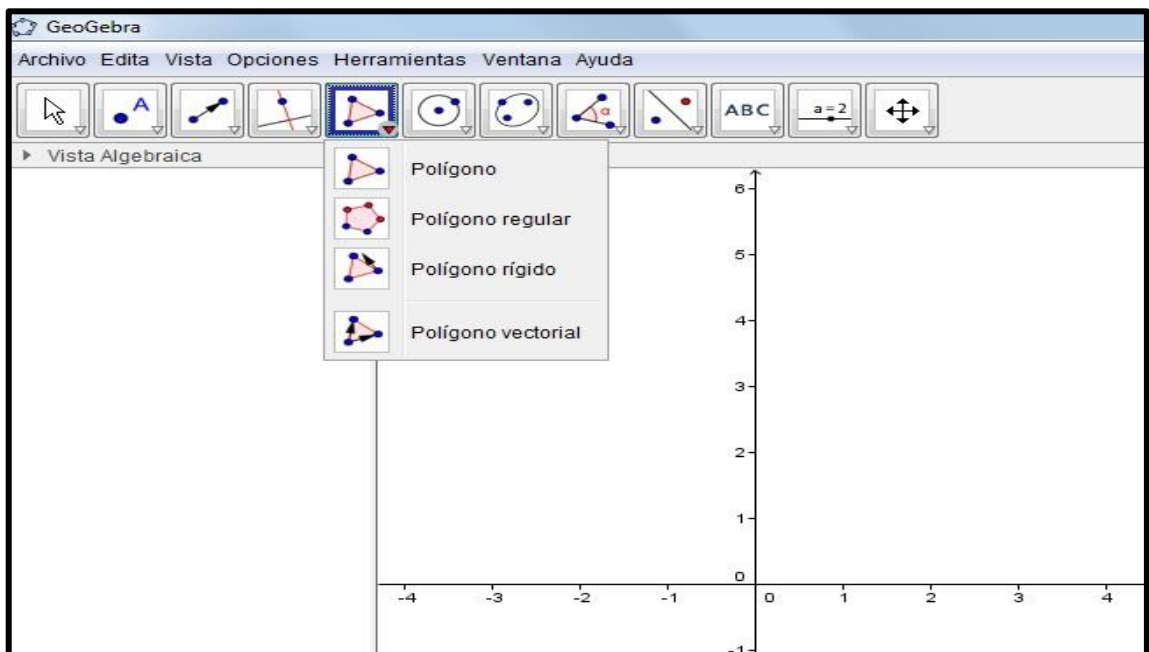 GeoGebra
Archivo Edita Vista Opciones Herramientas Ventana Ayuda
A α ABC a=2
Vista Algebraica
Polígono
Polígono regular
Polígono rígido
Polígono vectorial
6
5
4
3
2
1
0
-4 -3 -2 -1 0 1 2 3 4
-1